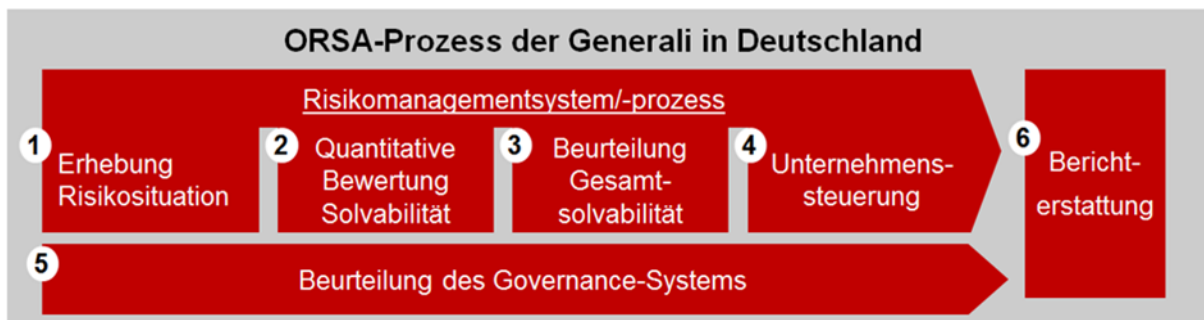 ORSA-Prozess der Generali in Deutschland
Risikomanagementsystem/-prozess
1
Erhebung
Risikosituation
2
Quantitative
Bewertung
Solvabilität
3
Beurteilung
Gesamt-
solvabilität
4
Unternehmens-
steuerung
5
Beurteilung des Governance-Systems
6
Bericht-
erstattung